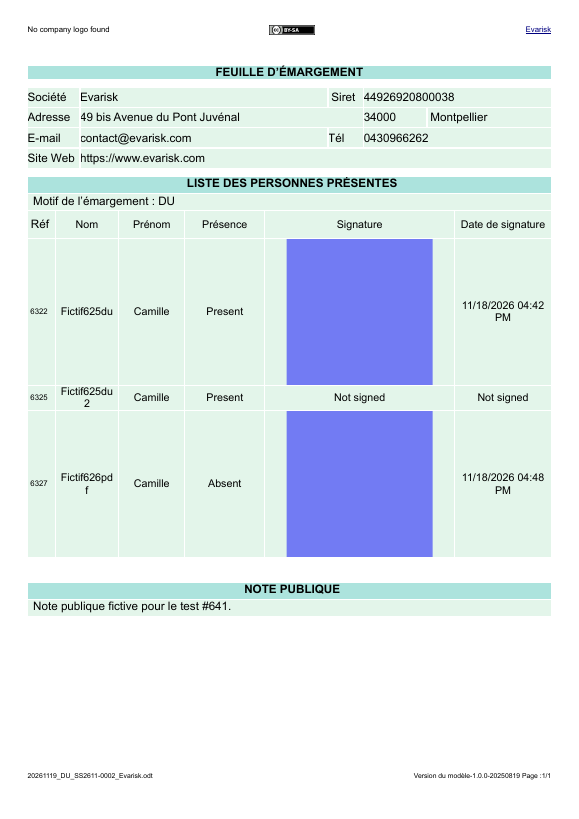 No company logo found
BY-SA
Evarisk
FEUILLE D'ÉMARGEMENT
Société Evarisk Siret 44926920800038
Adresse 49 bis Avenue du Pont Juvénal 34000 Montpellier
E-mail contact@evarisk.com Tél 0430966262
Site Web https://www.evarisk.com
LISTE DES PERSONNES PRÉSENTES
Motif de l'émargement : DU
Réf Nom Prénom Présence Signature Date de signature
6322 Fictif625du Camille Present 11/18/2026 04:42
PM
6325 Fictif625du
2 Camille Present Not signed Not signed
6327 Fictif626pd
f Camille Absent 11/18/2026 04:48
PM
NOTE PUBLIQUE
Note publique fictive pour le test #641.
20261119_DU_SS2611-0002_Evarisk.odt Version du modèle-1.0.0-20250819 Page :1/1